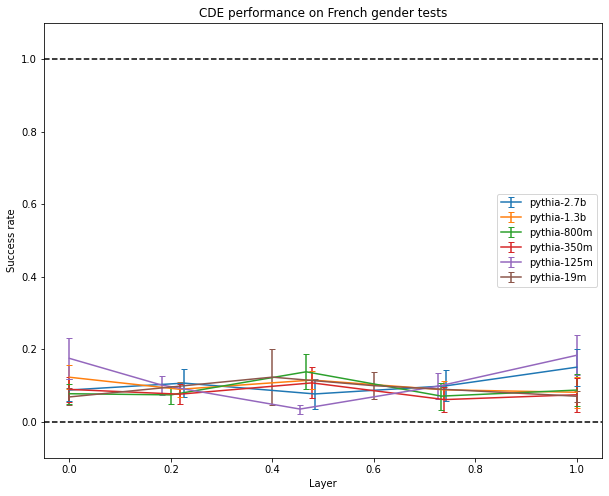 CDE performance on French gender tests
Success rate
1.0
0.8
0.6
0.4
0.2
0.0
pythia-2.7b
pythia-1.3b
pythia-800m
pythia-350m
pythia-125m
pythia-19m
0.0 0.2 0.4 0.6 0.8 1.0
Layer